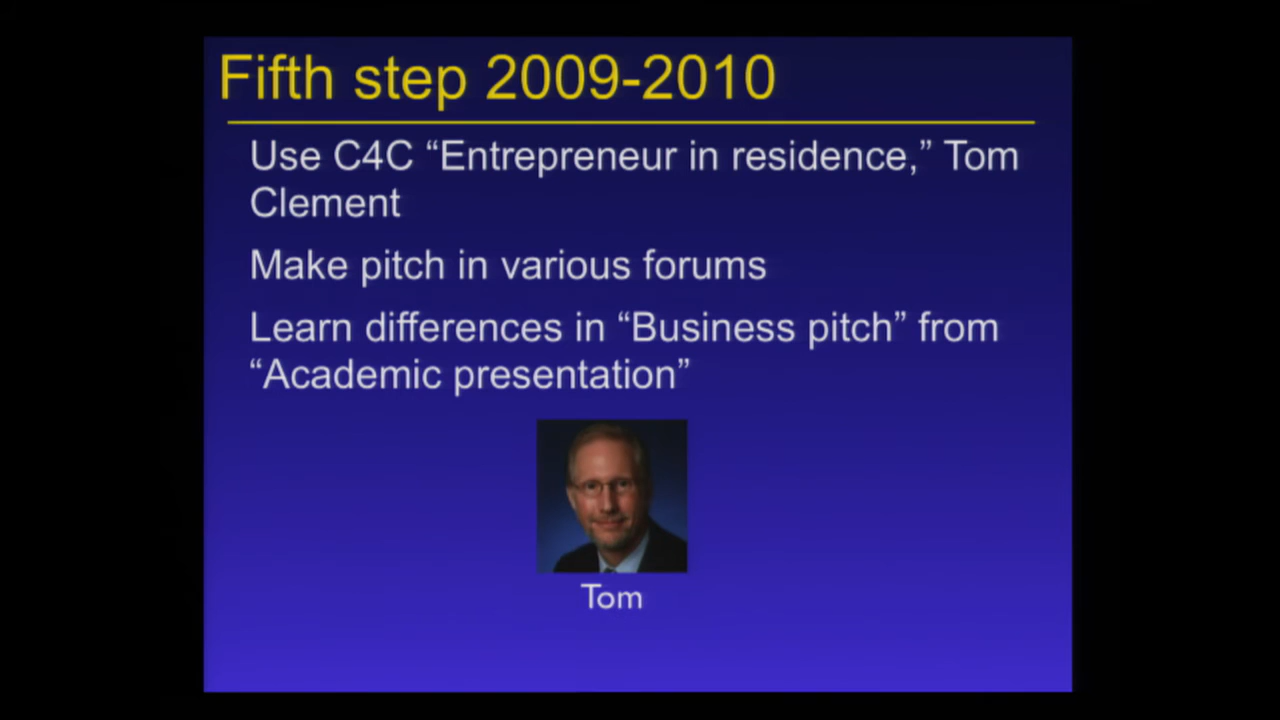 Fifth step 2009-2010
Use C4C “Entrepreneur in residence,” Tom
Clement
Make pitch in various forums
Learn differences in “Business pitch” from
“Academic presentation”
Tom